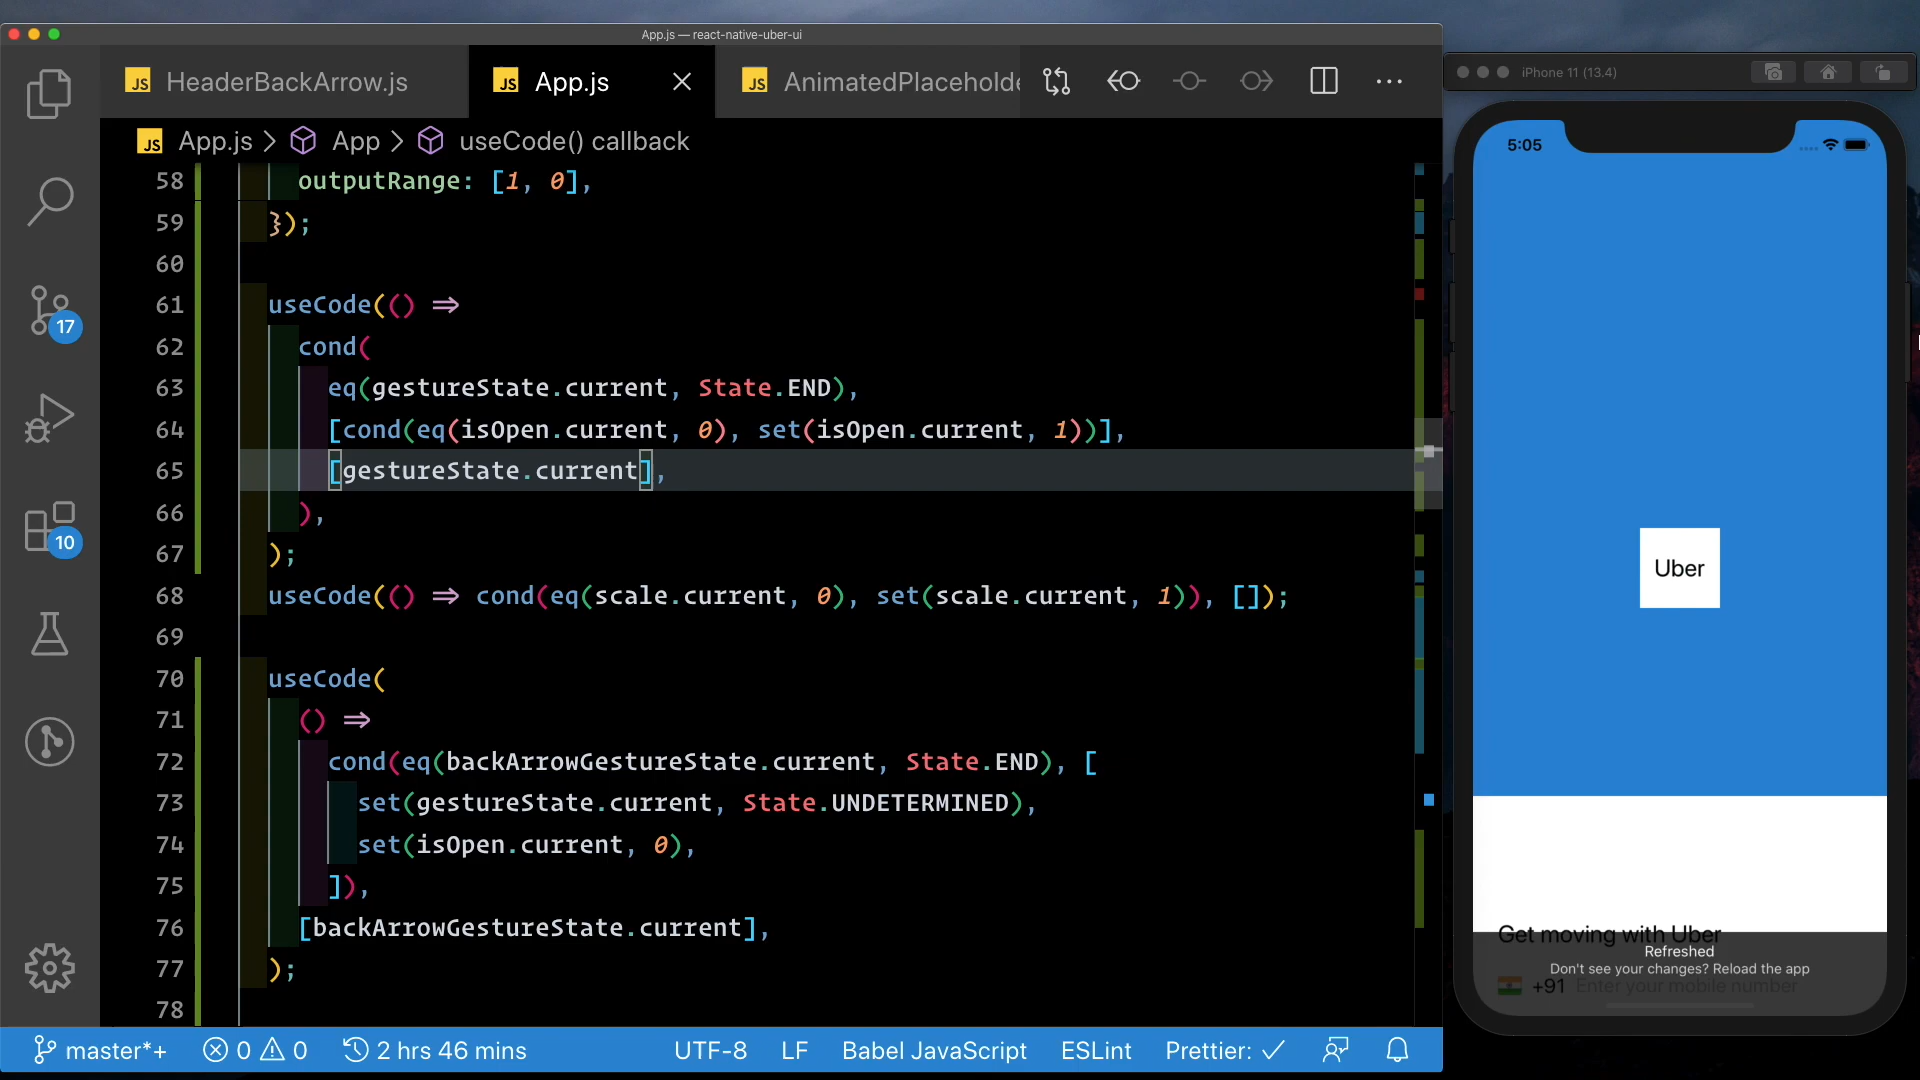 App.js — react-native-uber-ui
JS HeaderBackArrow.js
JS App.js
JS AnimatedPlaceholde
JS App.js > App > useCode() callback
58 outputRange: [1, 0],
59 });
60
61 useCode(() =>
62 cond(
63 eq(gestureState.current, State.END),
64 [cond(eq(isOpen.current, 0), set(isOpen.current, 1))],
65 [gestureState.current],
66 ),
67 );
68 useCode(() => cond(eq(scale.current, 0), set(scale.current, 1)), []);
69
70 useCode(
71 () =>
72 cond(eq(backArrowGestureState.current, State.END), [
73 set(gestureState.current, State.UNDETERMINED),
74 set(isOpen.current, 0),
75 ]),
76 [backArrowGestureState.current],
77 );
78
17
10
master*+ 0 0 2 hrs 46 mins UTF-8 LF Babel JavaScript ESLint Prettier: ✓
iPhone 11 (13.4)
5:05
Uber
Get moving with Uber
Refreshed
Don't see your changes? Reload the app
+91 Enter your mobile number